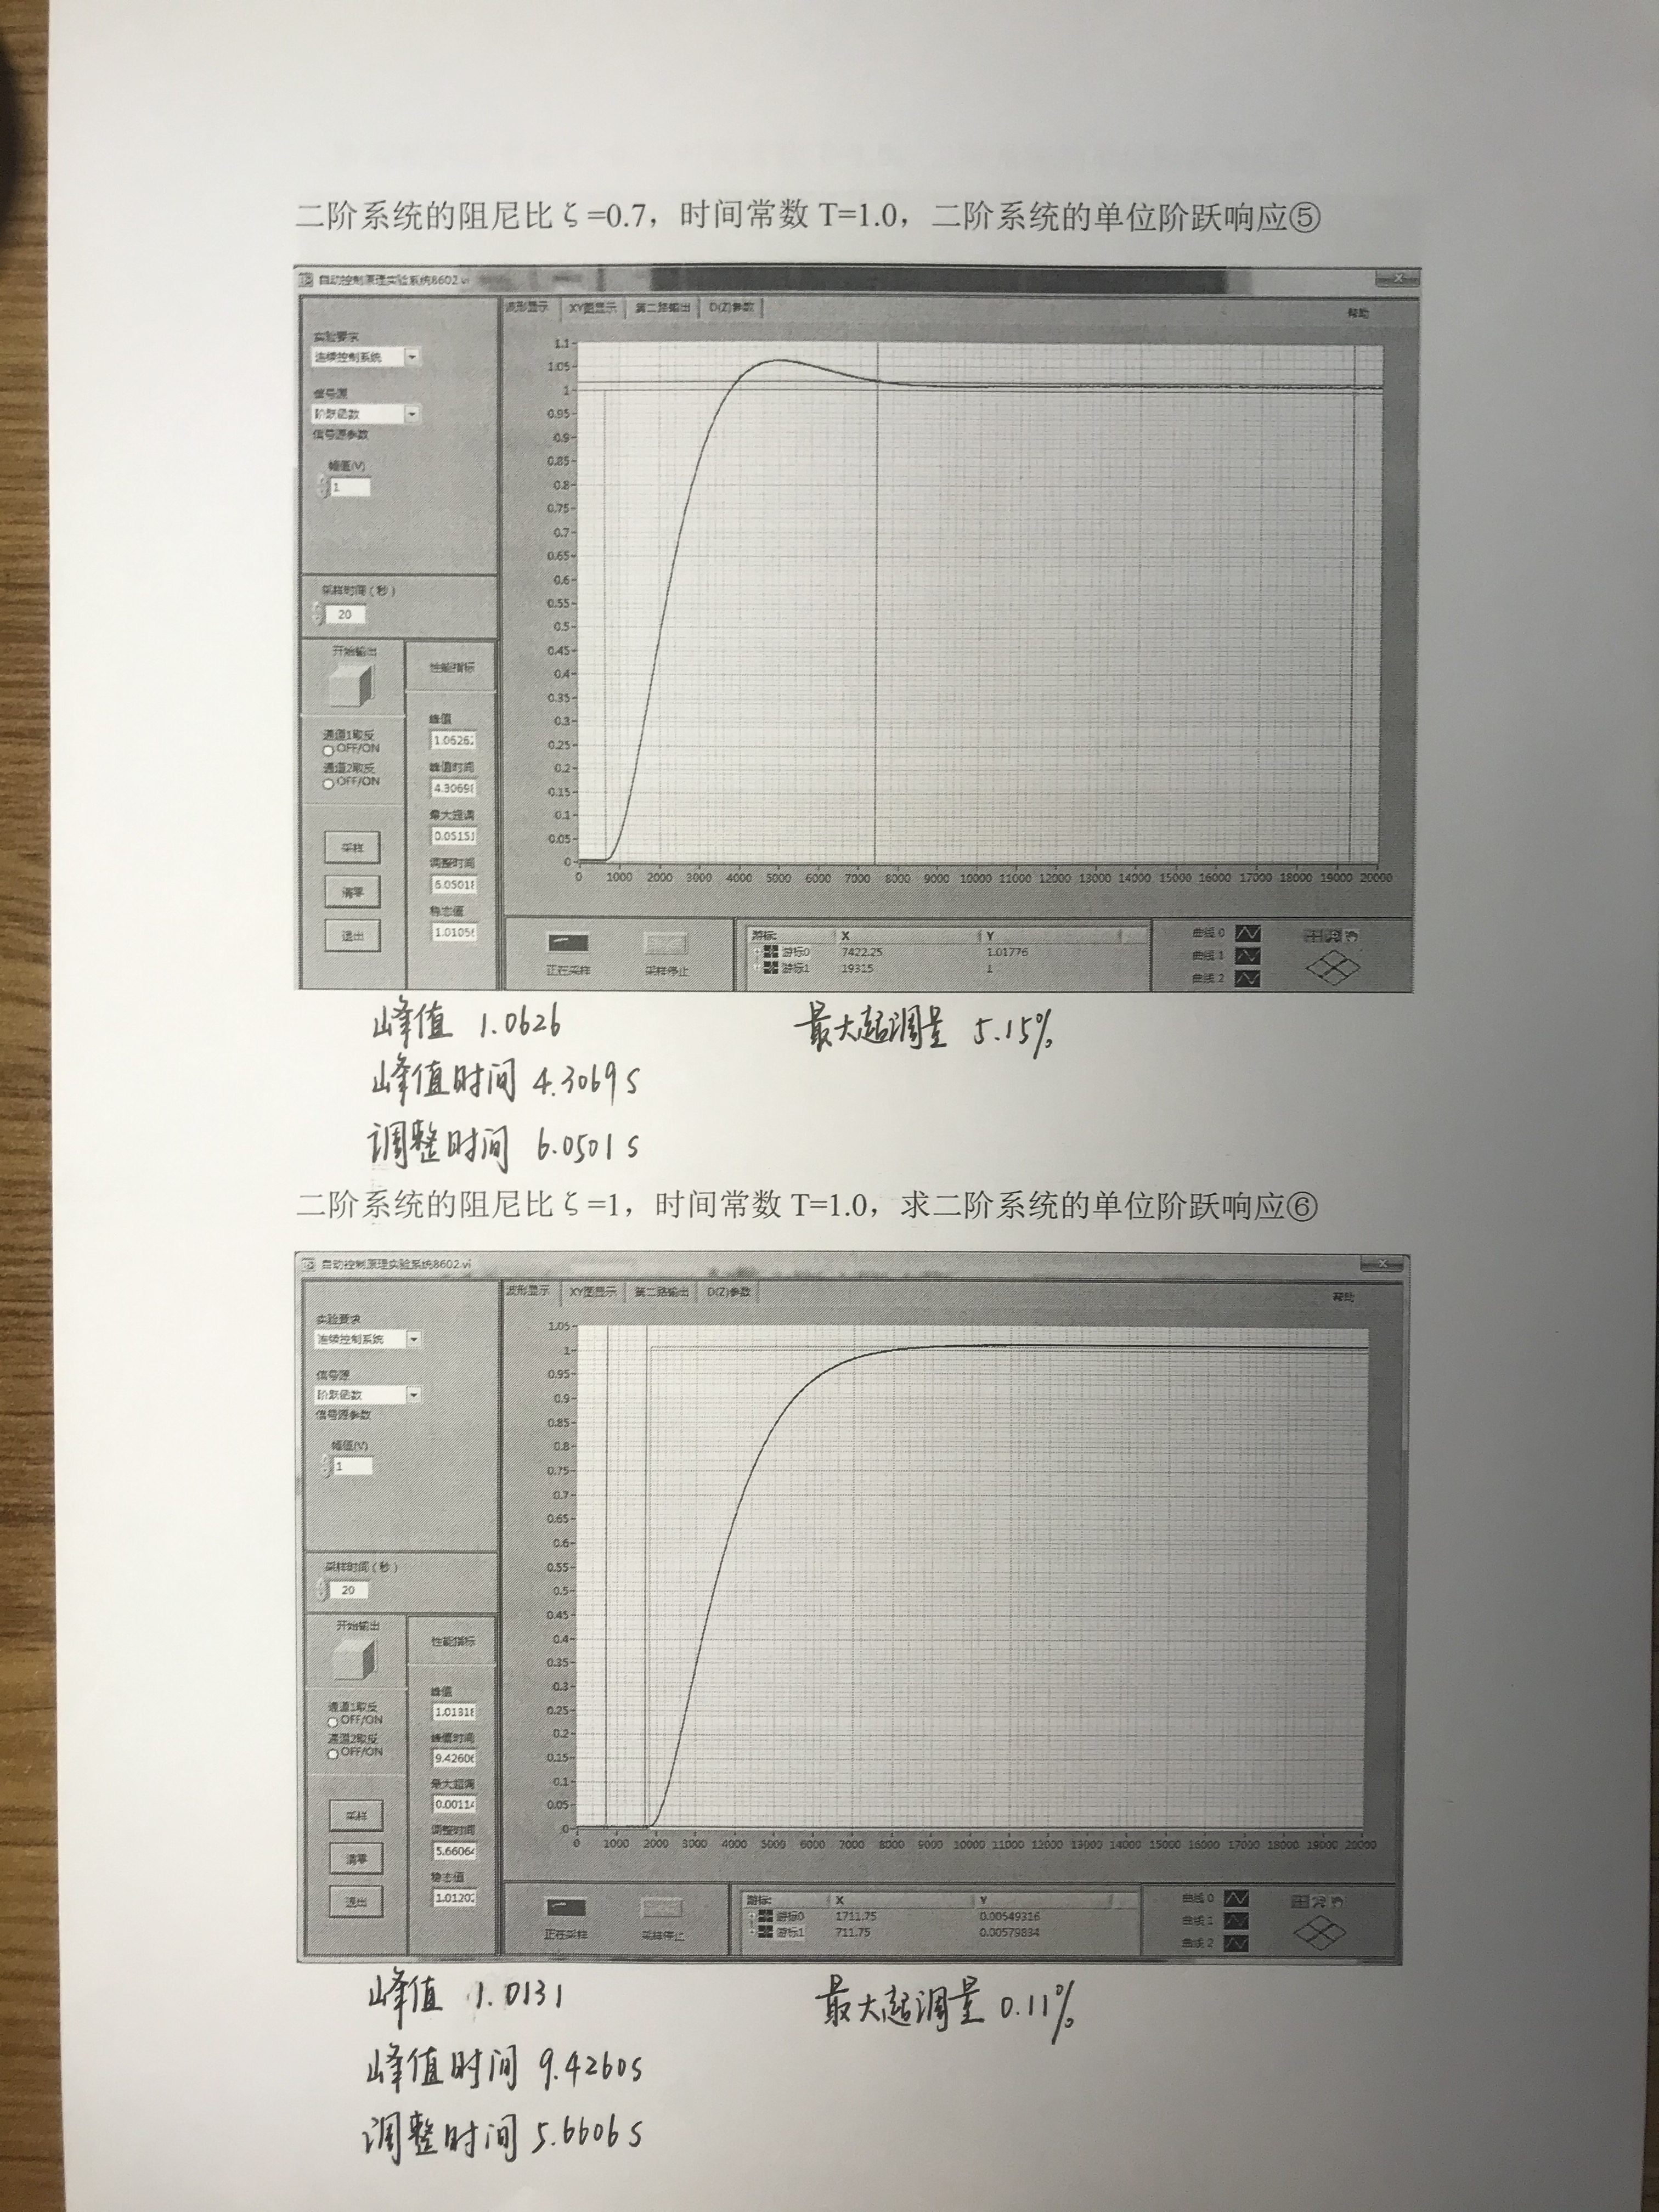 二阶系统的阻尼比ζ=0.7，时间常数 T=1.0，二阶系统的单位阶跃响应⑤
自动控制原理实验系统8602.vi
波形显示 XY图显示 第二路输出 D(Z)参数
帮助
实验要求
连续控制系统
信号源
阶跃函数
信号源参数
幅值(V)
1
采样时间（秒）
20
开始输出
性能指标
通道1取反
OFF/ON
通道2取反
OFF/ON
采样
清零
退出
峰值
1.0626
峰值时间
4.3069
最大超调
0.0515
调整时间
6.0501
稳态值
1.0105
1.1
1.05
1
0.95
0.9
0.85
0.8
0.75
0.7
0.65
0.6
0.55
0.5
0.45
0.4
0.35
0.3
0.25
0.2
0.15
0.1
0.05
0
0 1000 2000 3000 4000 5000 6000 7000 8000 9000 10000 11000 12000 13000 14000 15000 16000 17000 18000 19000 20000
正在采样 采样停止
游标: X Y
游标0 7422.25 1.01776
游标1 19315 1
曲线 0
曲线 1
曲线 2
峰值 1.0626 最大超调量 5.15%
峰值时间 4.3069s
调整时间 6.0501s
二阶系统的阻尼比ζ=1，时间常数 T=1.0，求二阶系统的单位阶跃响应⑥
自动控制原理实验系统8602.vi
波形显示 XY图显示 第二路输出 D(Z)参数
帮助
实验要求
连续控制系统
信号源
阶跃函数
信号源参数
幅值(V)
1
采样时间（秒）
20
开始输出
性能指标
通道1取反
OFF/ON
通道2取反
OFF/ON
采样
清零
退出
峰值
1.0131
峰值时间
9.4260
最大超调
0.0011
调整时间
5.6606
稳态值
1.0120
1.05
1
0.95
0.9
0.85
0.8
0.75
0.7
0.65
0.6
0.55
0.5
0.45
0.4
0.35
0.3
0.25
0.2
0.15
0.1
0.05
0
0 1000 2000 3000 4000 5000 6000 7000 8000 9000 10000 11000 12000 13000 14000 15000 16000 17000 18000 19000 20000
正在采样 采样停止
游标: X Y
游标0 1711.75 0.00549316
游标1 711.75 0.00579834
曲线 0
曲线 1
曲线 2
峰值 1.0131 最大超调量 0.11%
峰值时间 9.4260s
调整时间 5.6606s